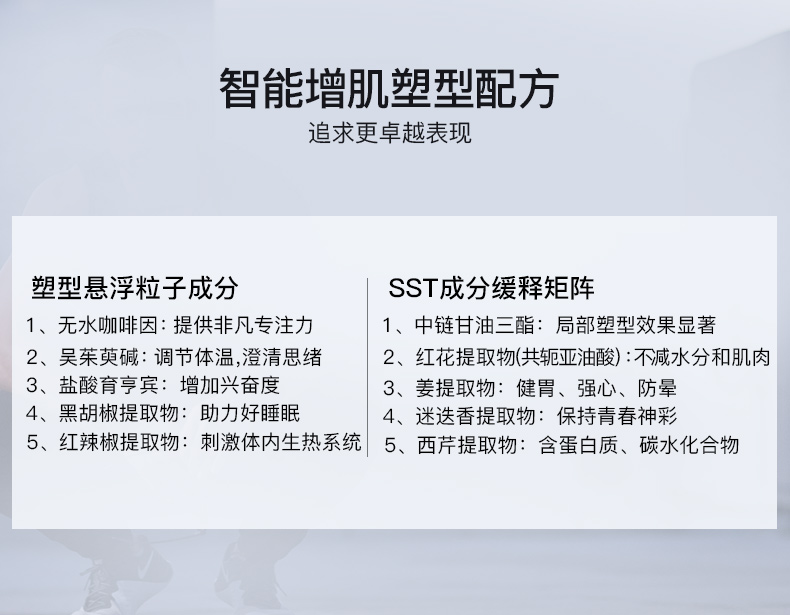 智能增肌塑型配方
追求更卓越表现
塑型悬浮粒子成分
1、无水咖啡因：提供非凡专注力
2、吴茱萸碱：调节体温,澄清思绪
3、盐酸育亨宾：增加兴奋度
4、黑胡椒提取物：助力好睡眠
5、红辣椒提取物：刺激体内生热系统
SST成分缓释矩阵
1、中链甘油三酯：局部塑型效果显著
2、红花提取物(共轭亚油酸)：不减水分和肌肉
3、姜提取物：健胃、强心、防晕
4、迷迭香提取物：保持青春神彩
5、西芹提取物：含蛋白质、碳水化合物